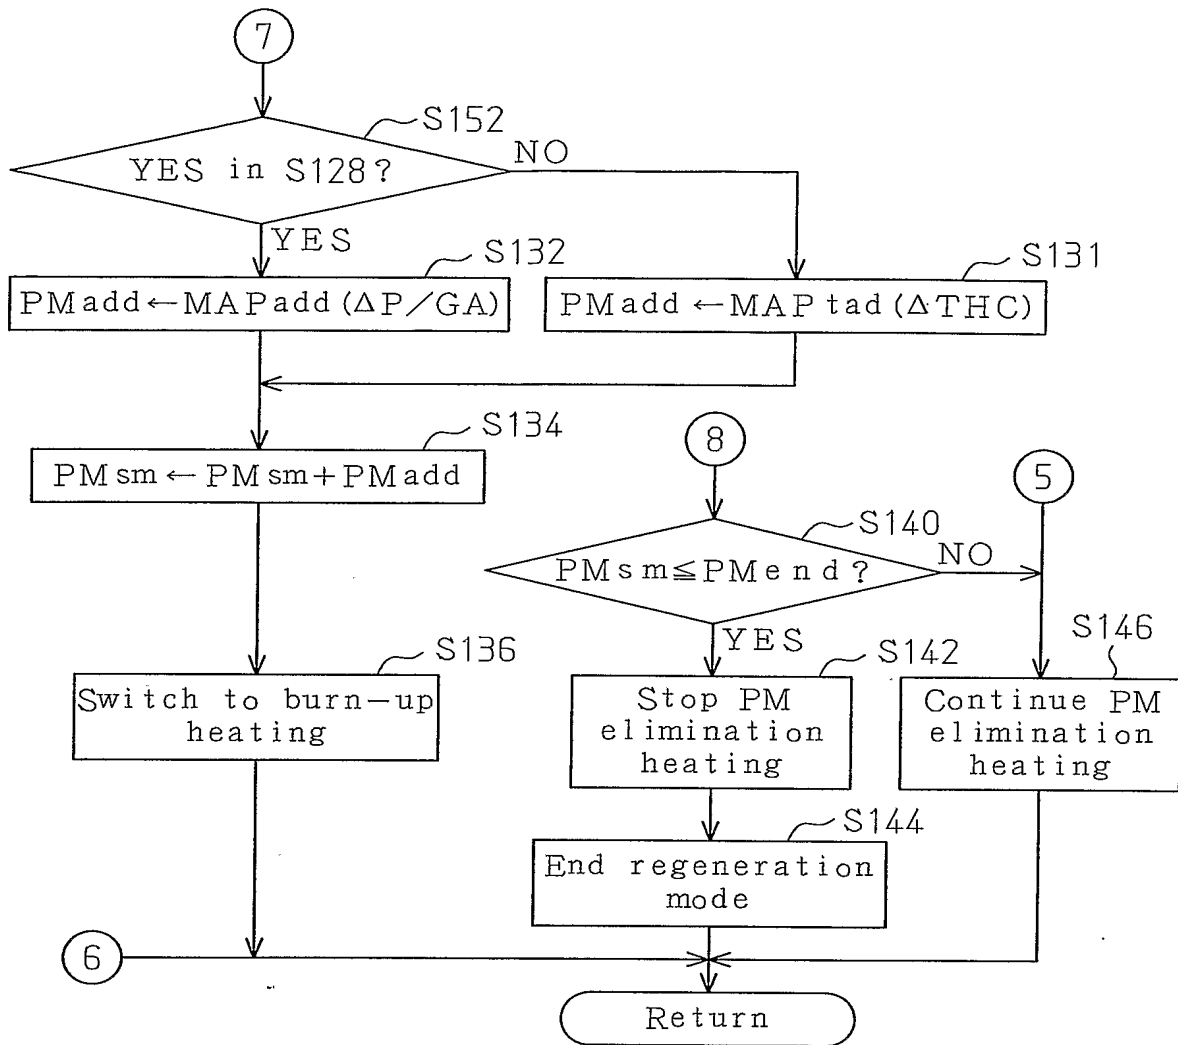 7
S152
YES in S128?
NO
YES
S132
PMadd←MAPadd(ΔP/GA)
S131
PMadd←MAPtad(ΔTHC)
S134
PMsm←PMsm+PMadd
8
5
S140
PMsm≦PMend?
NO
YES
S136
Switch to burn-up
heating
S142
Stop PM
elimination
heating
S146
Continue PM
elimination
heating
S144
End regeneration
mode
6
Return